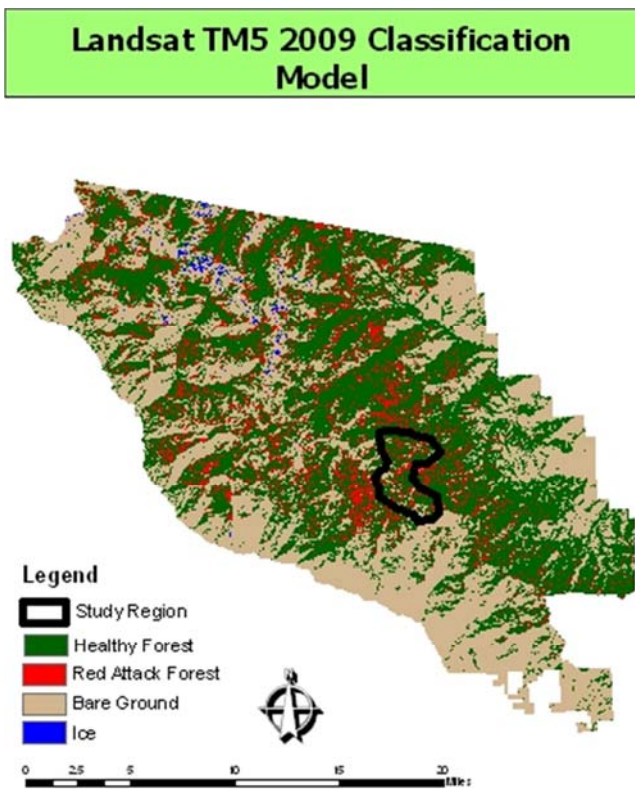 Landsat TM5 2009 Classification
Model
Legend
Study Region
Healthy Forest
Red Attack Forest
Bare Ground
Ice
0 2.5 5 10 15 20
Miles